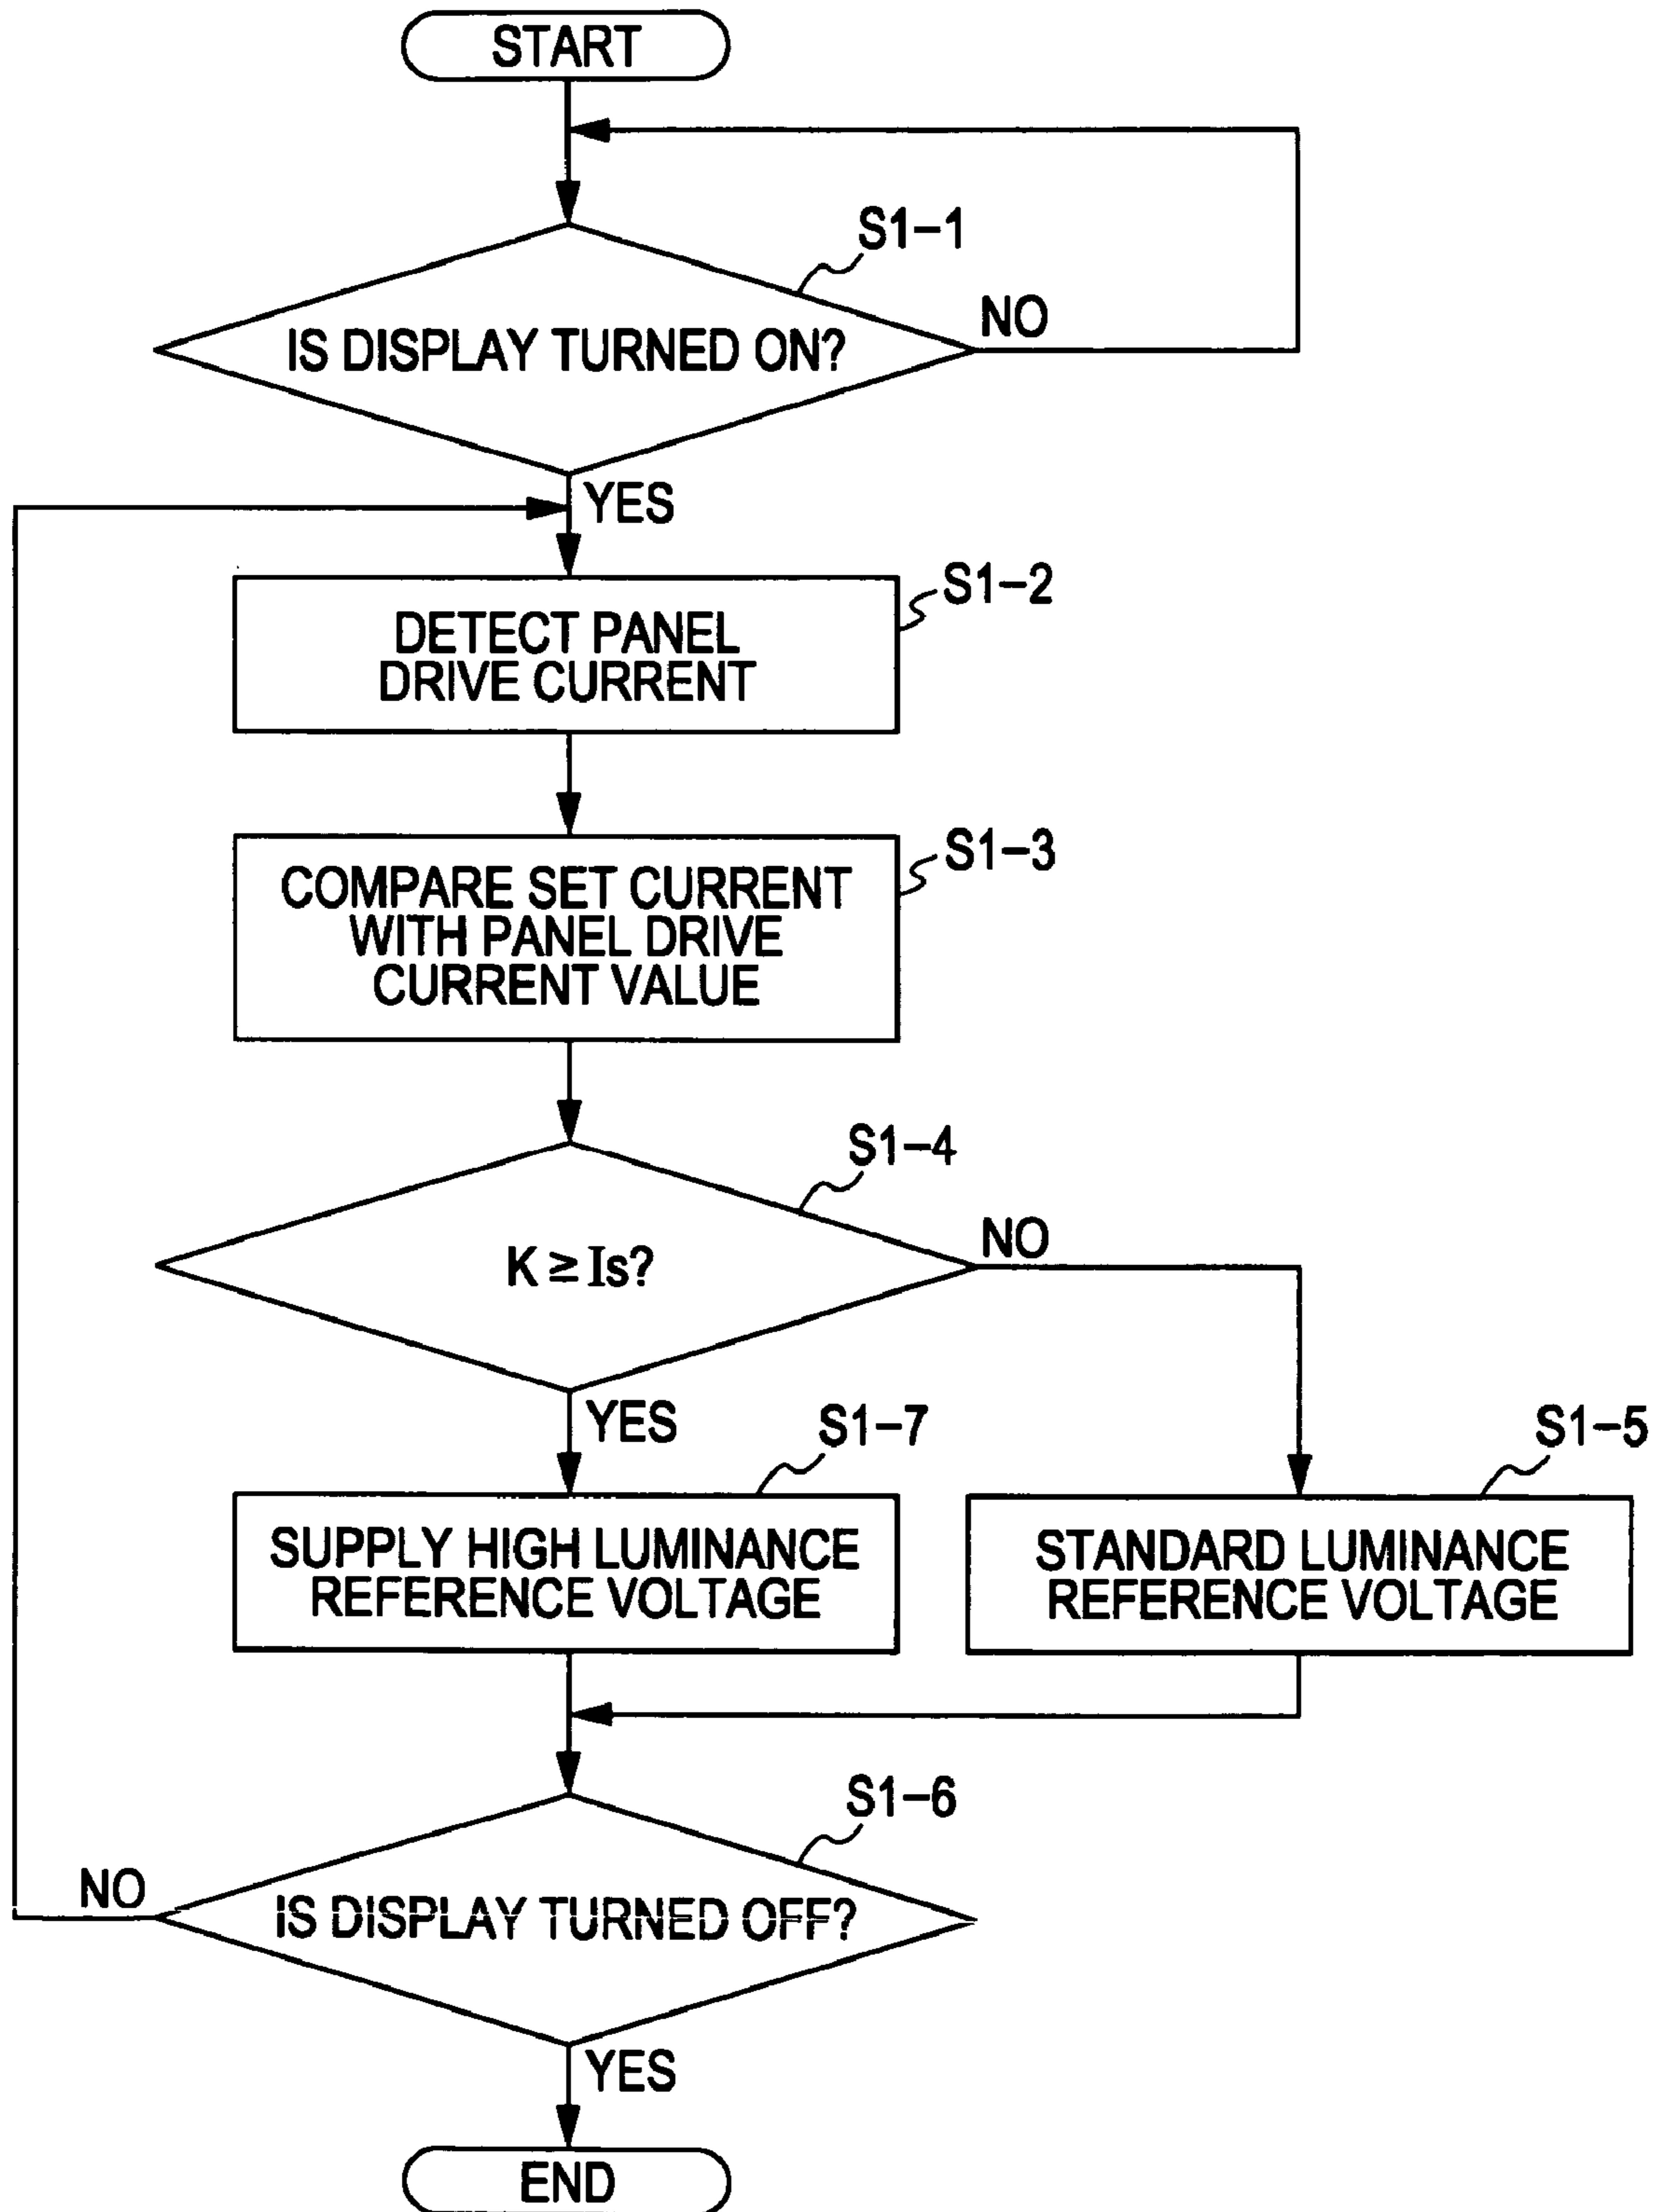 START
S1-1
IS DISPLAY TURNED ON?
NO
YES
S1-2
DETECT PANEL
DRIVE CURRENT
S1-3
COMPARE SET CURRENT
WITH PANEL DRIVE
CURRENT VALUE
S1-4
K ≥ Is?
NO
YES
S1-7
SUPPLY HIGH LUMINANCE
REFERENCE VOLTAGE
S1-5
STANDARD LUMINANCE
REFERENCE VOLTAGE
S1-6
IS DISPLAY TURNED OFF?
NO
YES
END